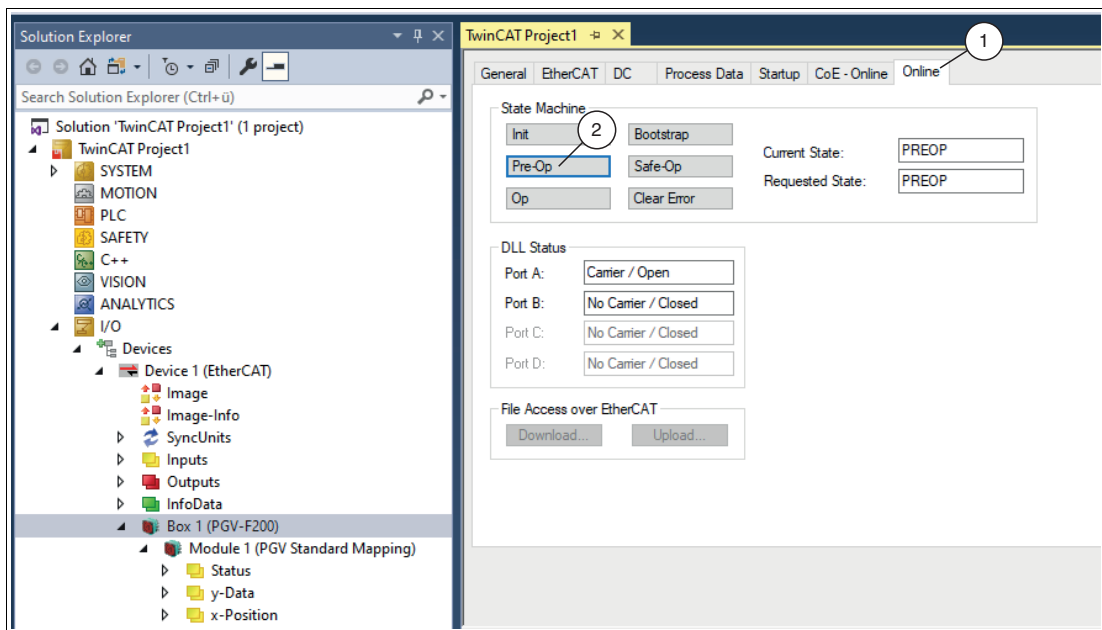 Solution Explorer
Search Solution Explorer (Ctrl+ü)
Solution 'TwinCAT Project1' (1 project)
TwinCAT Project1
SYSTEM
MOTION
PLC
SAFETY
C++
VISION
ANALYTICS
I/O
Devices
Device 1 (EtherCAT)
Image
Image-Info
SyncUnits
Inputs
Outputs
InfoData
Box 1 (PGV-F200)
Module 1 (PGV Standard Mapping)
Status
y-Data
x-Position
TwinCAT Project1
1
General EtherCAT DC Process Data Startup CoE - Online Online
State Machine
2
Init Bootstrap
Pre-Op Safe-Op
Op Clear Error
Current State: PREOP
Requested State: PREOP
DLL Status
Port A: Carrier / Open
Port B: No Carrier / Closed
Port C: No Carrier / Closed
Port D: No Carrier / Closed
File Access over EtherCAT
Download... Upload...